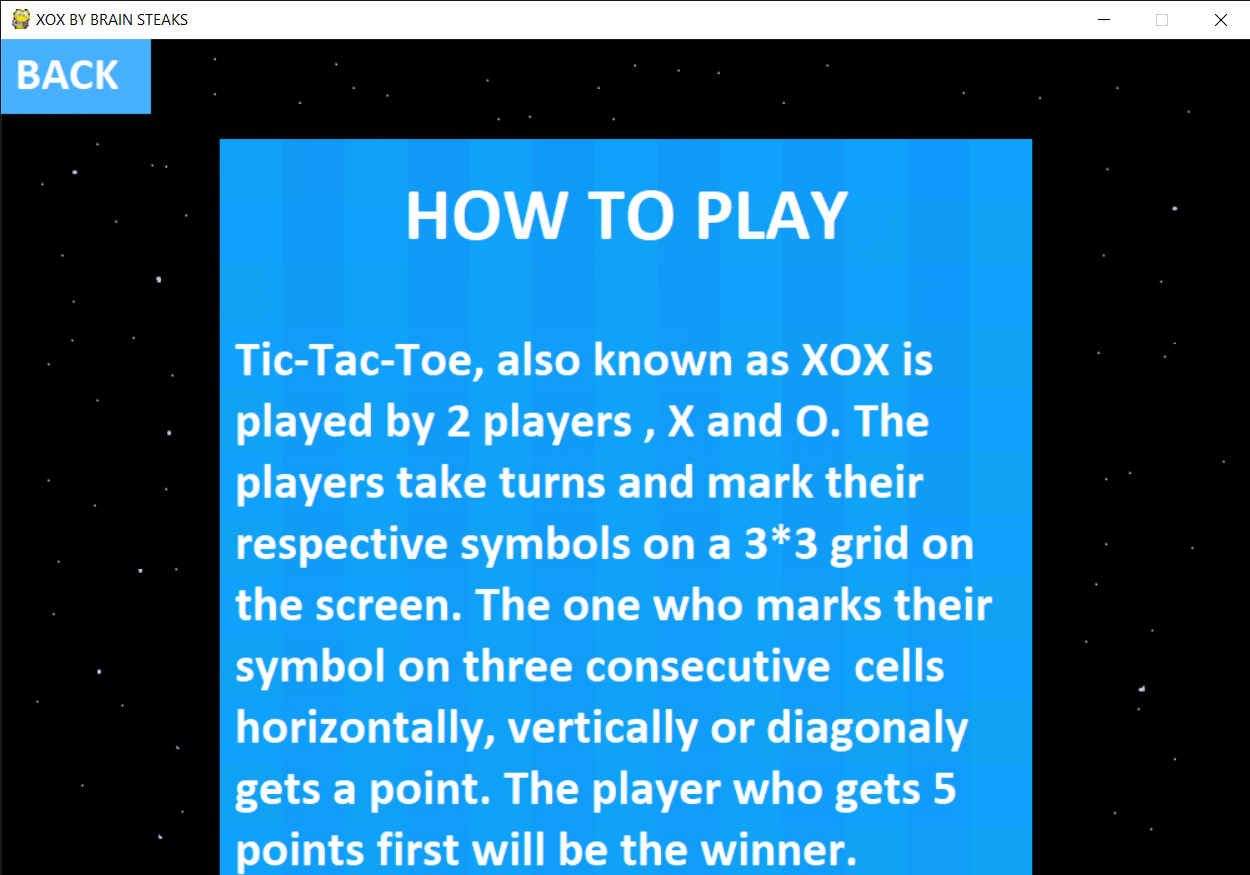 XOX BY BRAIN STEAKS
BACK
HOW TO PLAY
Tic-Tac-Toe, also known as XOX is
played by 2 players , X and O. The
players take turns and mark their
respective symbols on a 3*3 grid on
the screen. The one who marks their
symbol on three consecutive  cells
horizontally, vertically or diagonaly
gets a point. The player who gets 5
points first will be the winner.